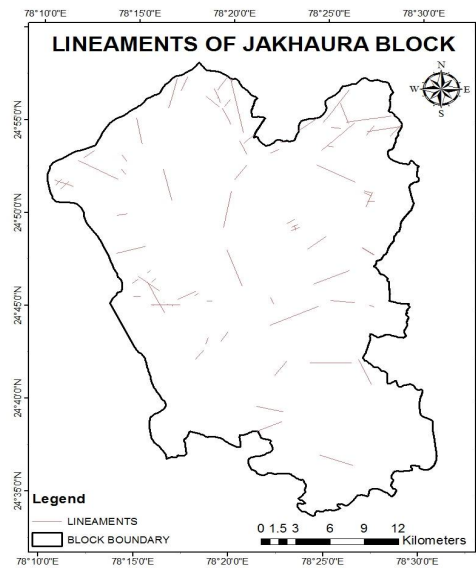 78°10'0"E 78°15'0"E 78°20'0"E 78°25'0"E 78°30'0"E
LINEAMENTS OF JAKHAURA BLOCK
N
W E
S
24°55'0"N
24°50'0"N
24°45'0"N
24°40'0"N
24°35'0"N
Legend
LINEAMENTS
BLOCK BOUNDARY
0 1.5 3 6 9 12
Kilometers
78°10'0"E 78°15'0"E 78°20'0"E 78°25'0"E 78°30'0"E